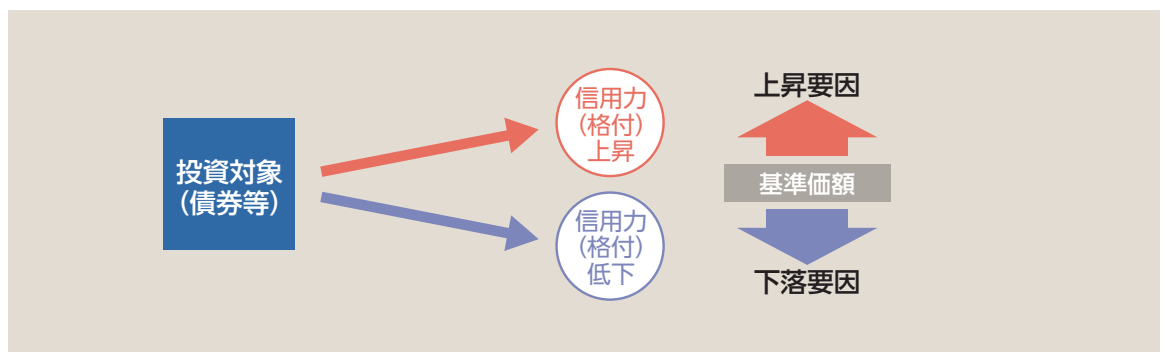 投資対象
（債券等）
信用力
（格付）
上昇
信用力
（格付）
低下
上昇要因
基準価額
下落要因